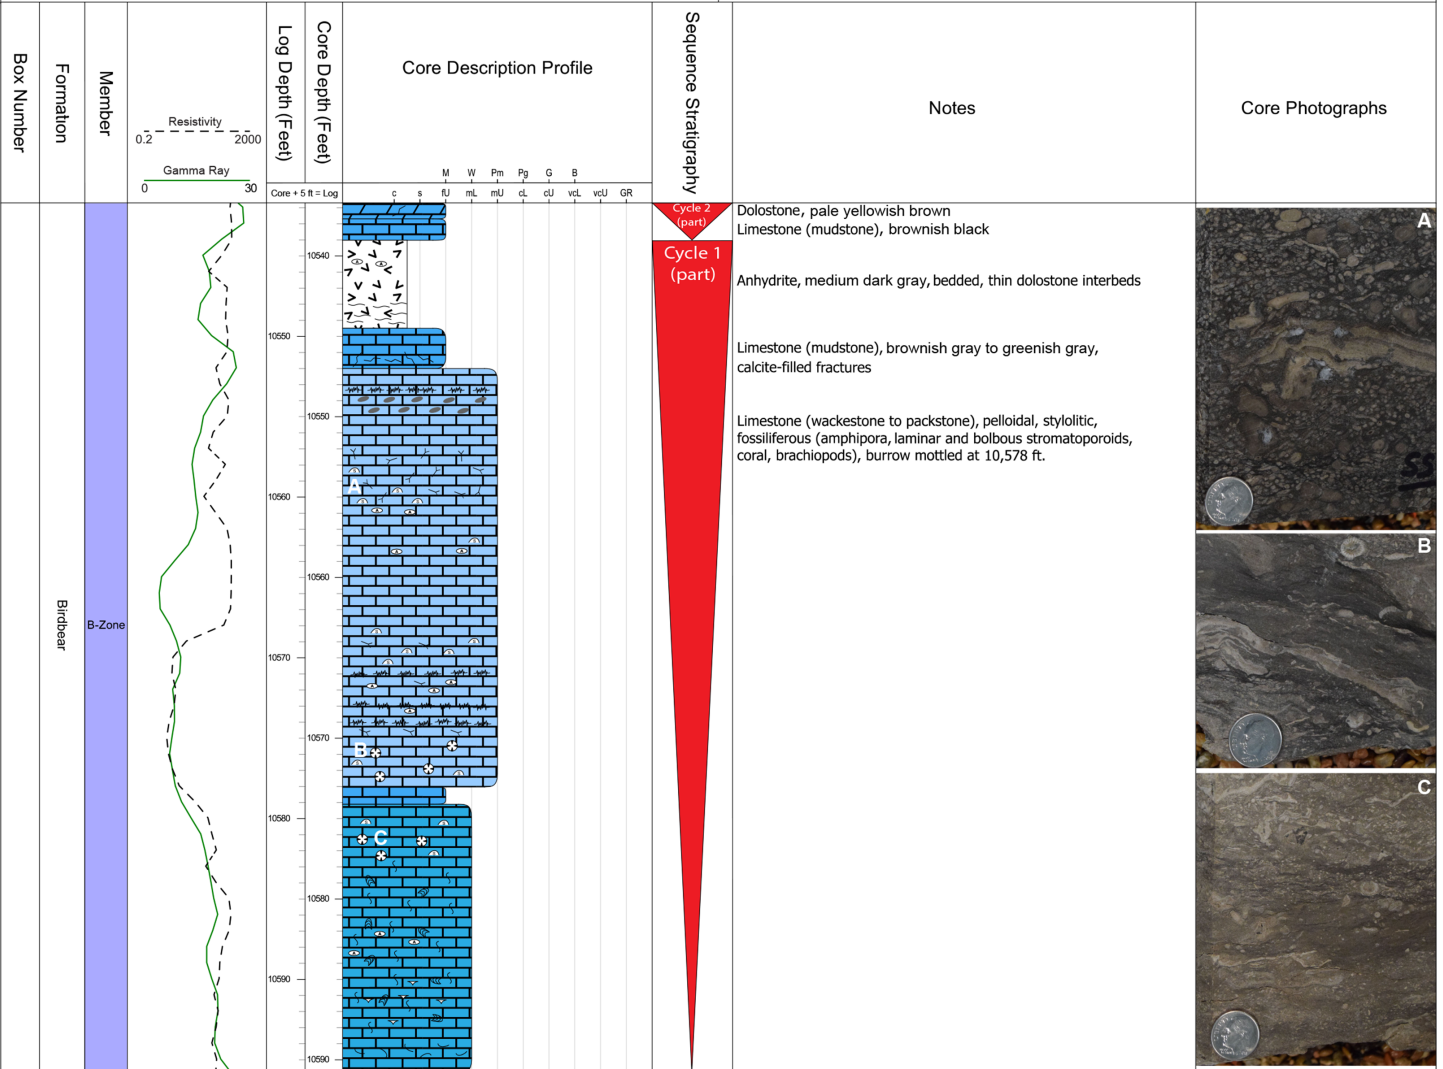 Box Number
Formation
Member
Resistivity
0.2 2000
Gamma Ray
0 30
Log Depth (Feet)
Core Depth (Feet)
Core + 5 ft = Log
Core Description Profile
M W Pm Pg G B
c s fU mL mU cL cU vcL vcU GR
Sequence Stratigraphy
Notes
Core Photographs
Birdbear
B-Zone
10540
10550
10560
10570
10580
10590
10550
10560
10570
10580
10590
A
B
C
Cycle 2
(part)
Cycle 1
(part)
Dolostone, pale yellowish brown
Limestone (mudstone), brownish black
Anhydrite, medium dark gray, bedded, thin dolostone interbeds
Limestone (mudstone), brownish gray to greenish gray,
calcite-filled fractures
Limestone (wackestone to packstone), pelloidal, stylolitic,
fossiliferous (amphipora, laminar and bolbous stromatoporoids,
coral, brachiopods), burrow mottled at 10,578 ft.
A
B
C